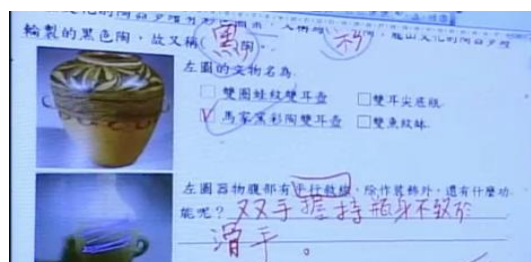 輪製的黑色陶,故又稱(黑)陶。
左圖的文物名為
□雙圈蛙紋雙耳壺 □雙耳尖底瓶
V馬家窯彩陶雙耳壺 □雙魚紋缽
左圖器物腹部有平行敲線,除作裝飾外,還有什麼功
能呢?双手握持瓶身不致於
滑手。